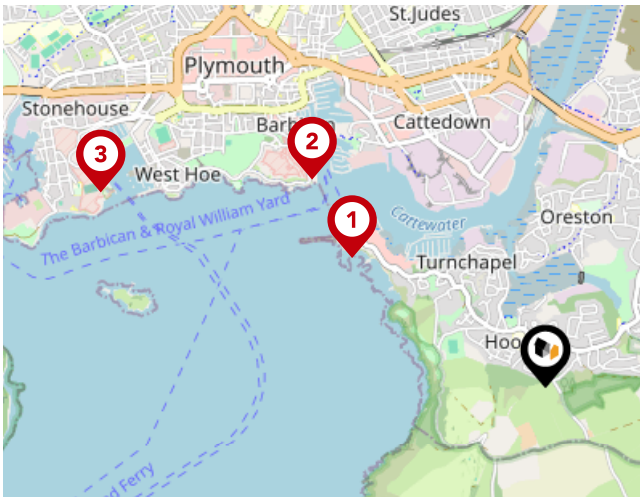 St.Judes
Plymouth
Stonehouse
Cattedown
3
2
West Hoe
The Barbican & Royal William Yard
1
Cattewater
Oreston
Turnchapel
Hoo
Ferry